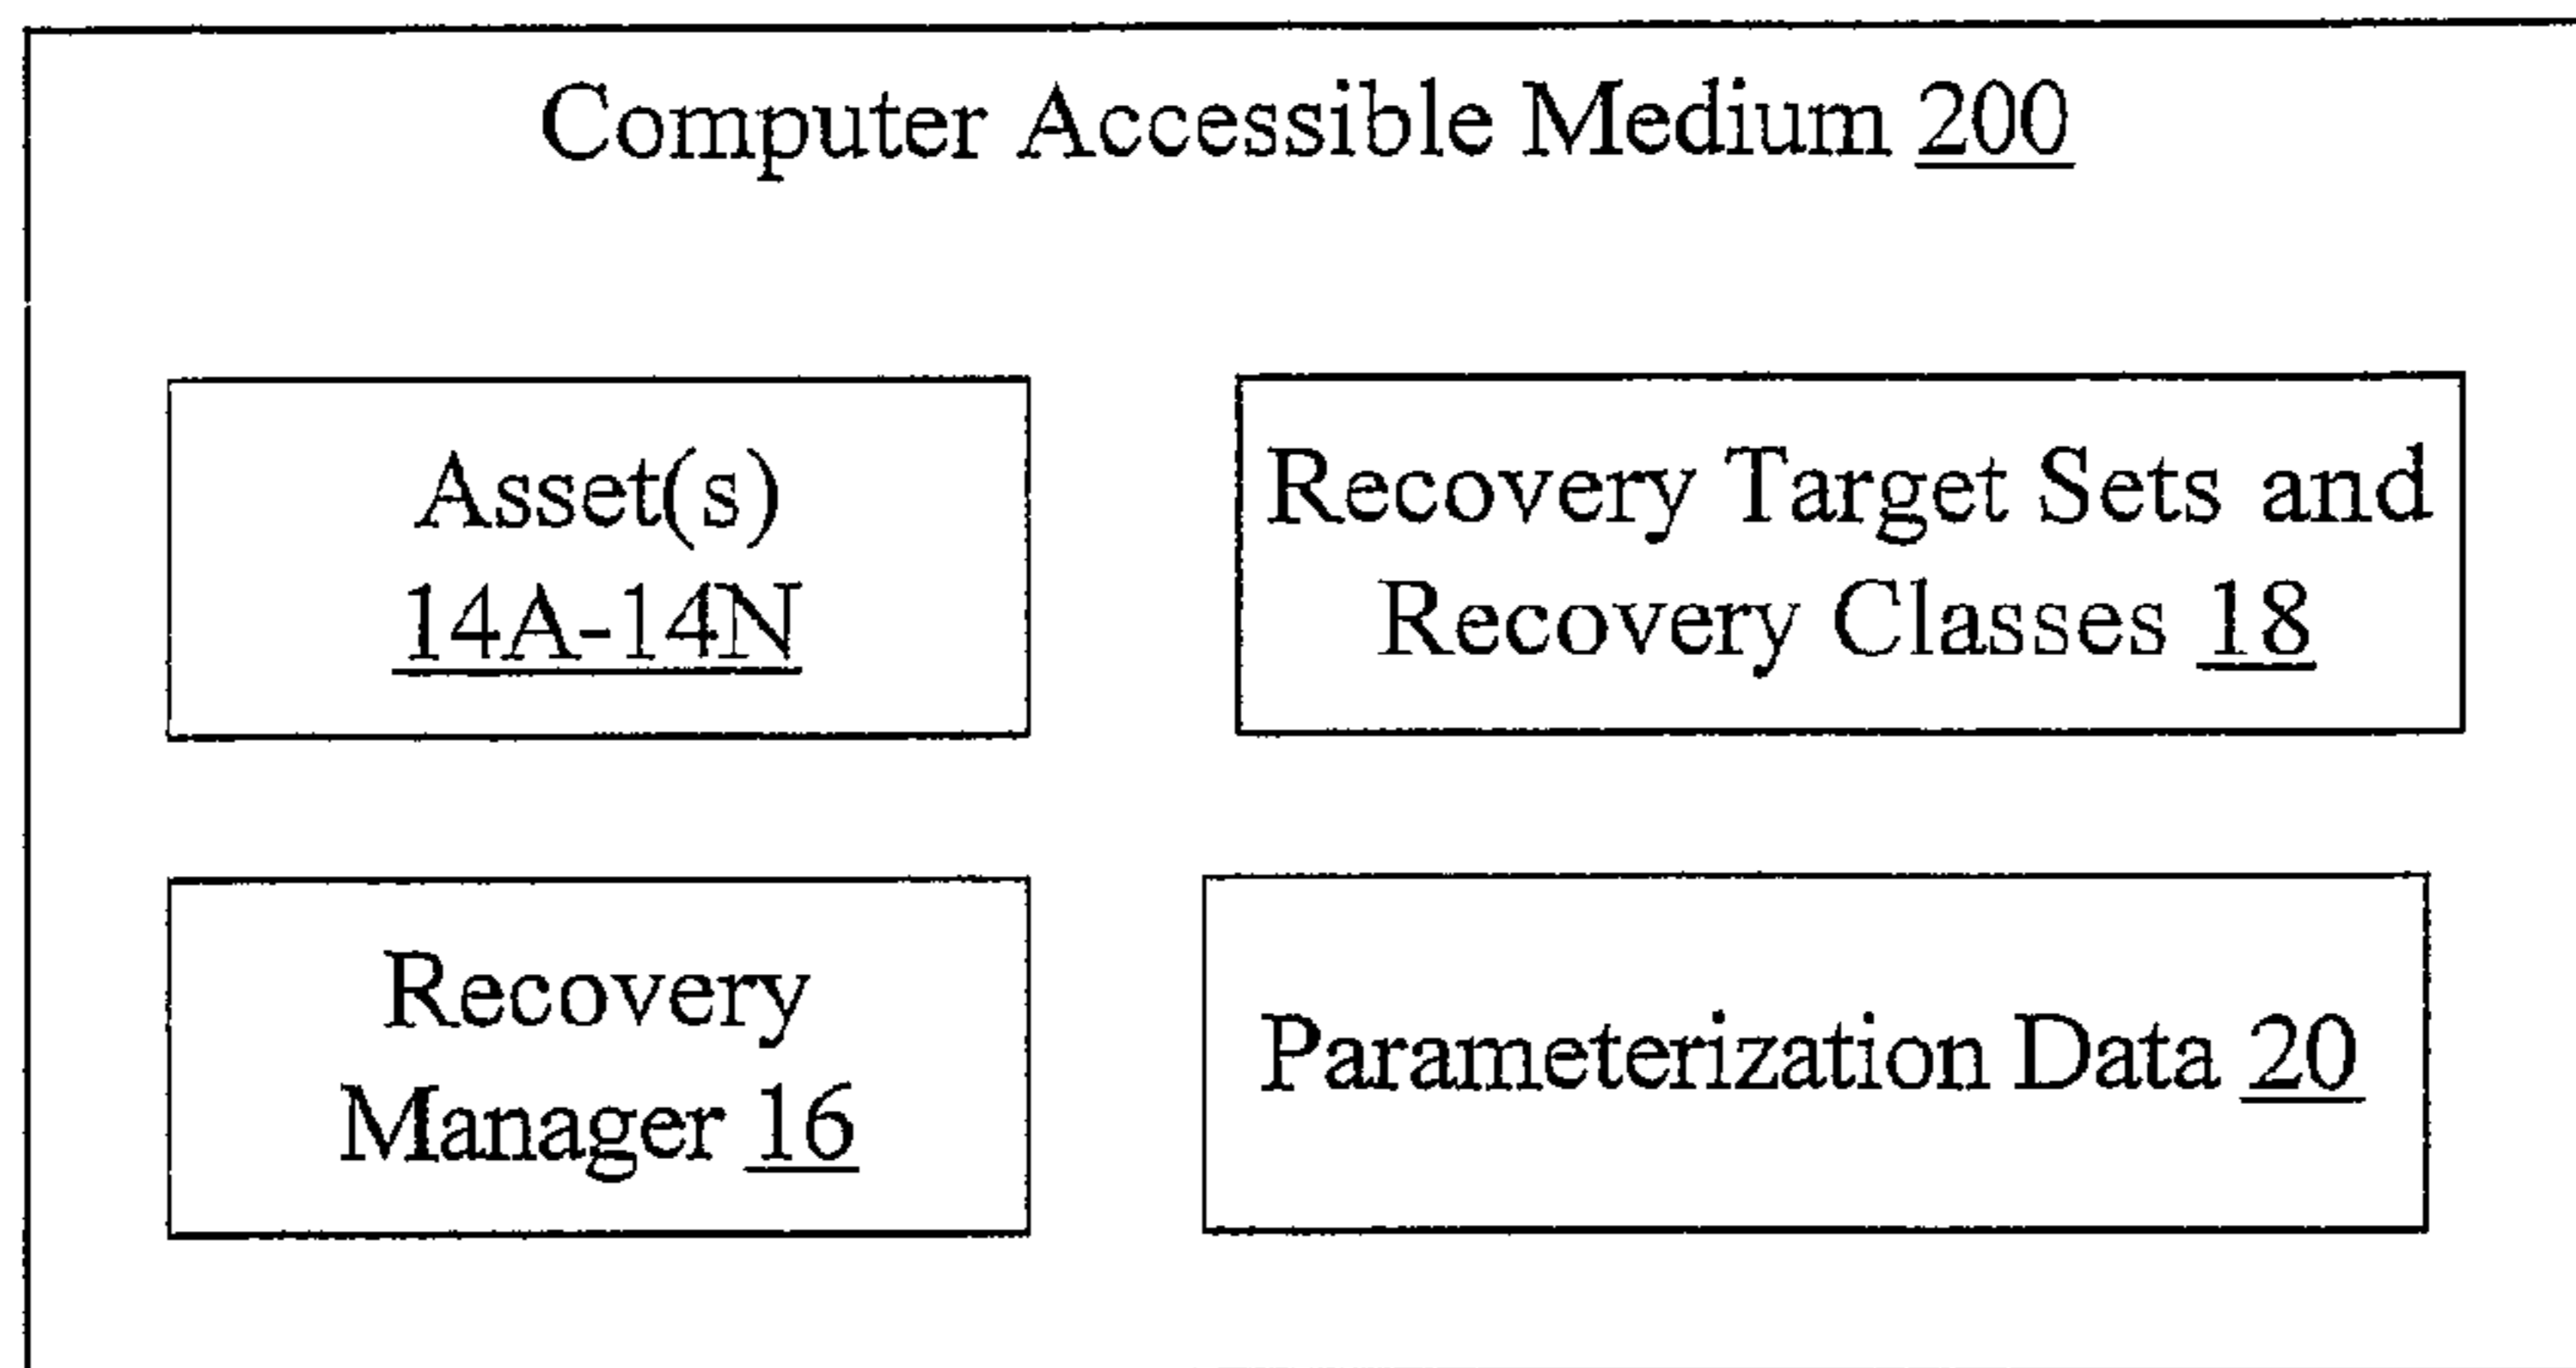 Computer Accessible Medium 200
Asset(s)
14A-14N
Recovery Target Sets and
Recovery Classes 18
Recovery
Manager 16
Parameterization Data 20